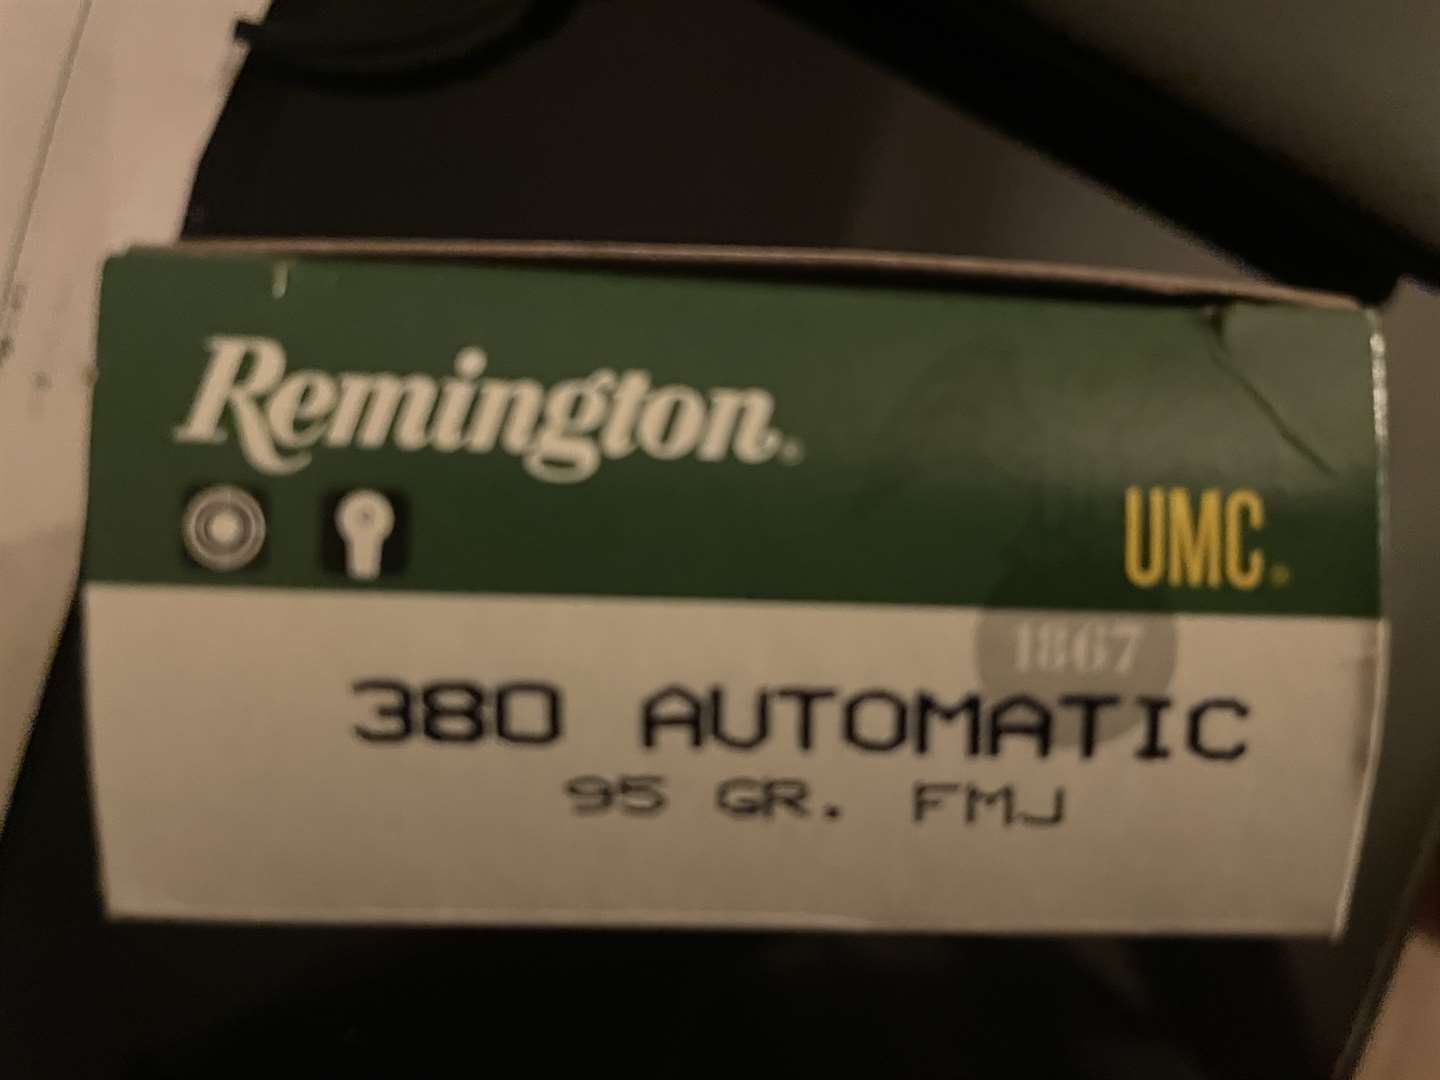 Remington
UMC
1867
380 AUTOMATIC
95 GR. FMJ